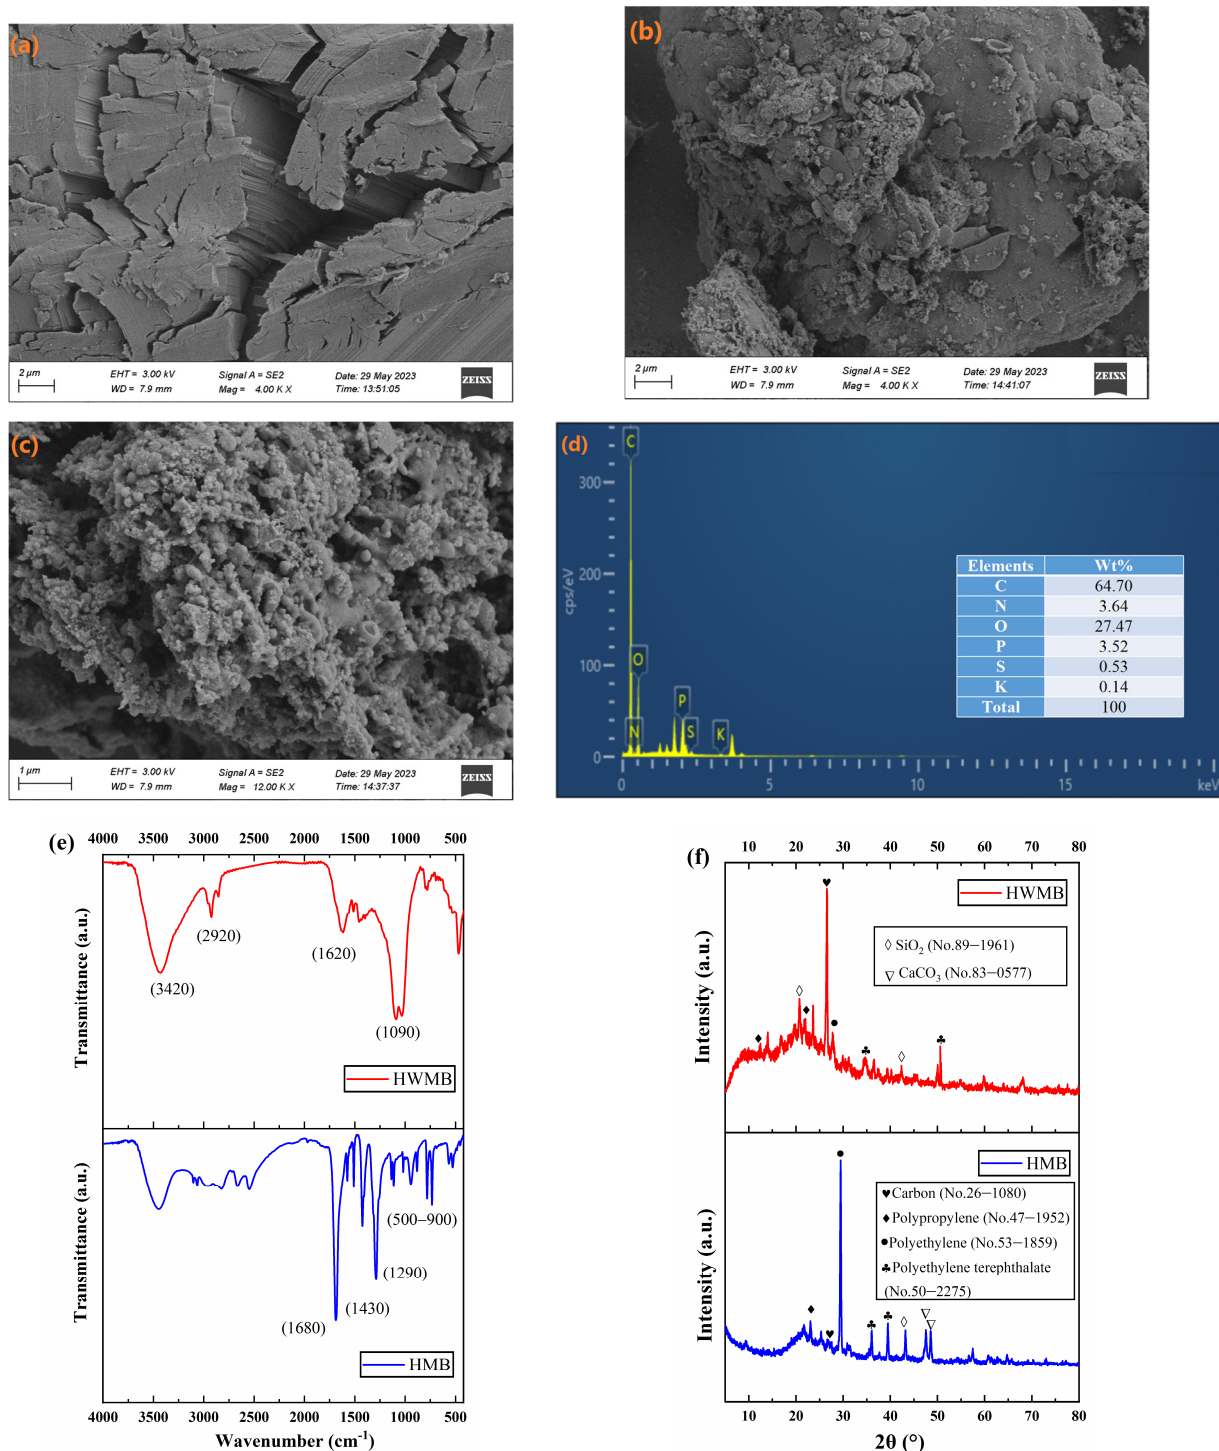 (a)
2 µm
EHT = 3.00 kV
Signal A = SE2
Date: 29 May 2023
WD = 7.9 mm
Mag = 4.00 K X
Time: 13:51:05
ZEISS
(b)
2 µm
EHT = 3.00 kV
Signal A = SE2
Date: 29 May 2023
WD = 7.9 mm
Mag = 4.00 K X
Time: 14:41:07
ZEISS
(c)
1 µm
EHT = 3.00 kV
Signal A = SE2
Date: 29 May 2023
WD = 7.9 mm
Mag = 12.00 K X
Time: 14:37:37
ZEISS
(d)
cps/eV
300
200
100
0
C
O
N
P
S
K
0 5 10 15 keV
Elements Wt%
C 64.70
N 3.64
O 27.47
P 3.52
S 0.53
K 0.14
Total 100
(e)
4000 3500 3000 2500 2000 1500 1000 500
Transmittance (a.u.)
(3420)
(2920)
(1620)
(1090)
HWMB
Transmittance (a.u.)
(1680)
(1430)
(1290)
(500–900)
HMB
4000 3500 3000 2500 2000 1500 1000 500
Wavenumber (cm⁻¹)
(f)
10 20 30 40 50 60 70 80
Intensity (a.u.)
HWMB
◊ SiO₂ (No.89–1961)
▽ CaCO₃ (No.83–0577)
Intensity (a.u.)
HMB
♥ Carbon (No.26–1080)
♦ Polypropylene (No.47–1952)
● Polyethylene (No.53–1859)
♣ Polyethylene terephthalate
(No.50–2275)
10 20 30 40 50 60 70 80
2θ (°)